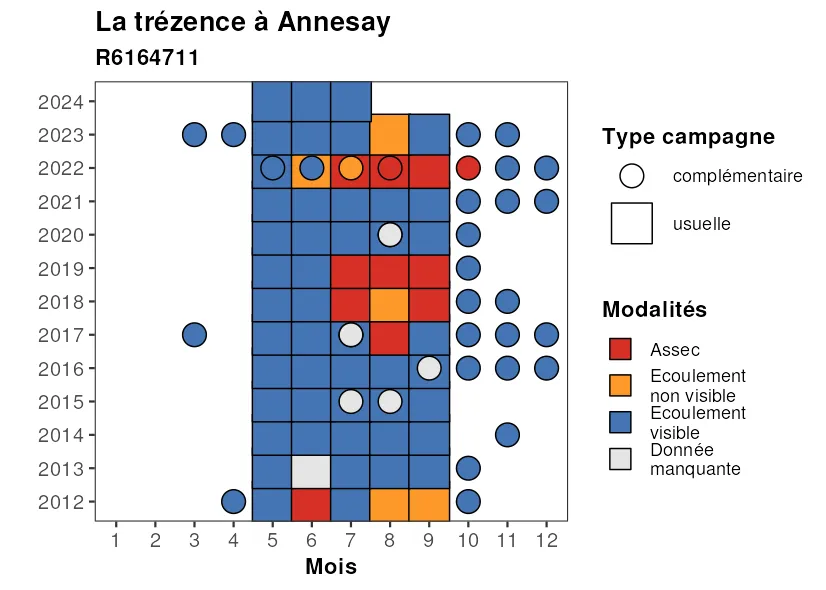 La trézence à Annesay
R6164711
2024
2023
2022
2021
2020
2019
2018
2017
2016
2015
2014
2013
2012
1 2 3 4 5 6 7 8 9 10 11 12
Mois
Type campagne
complémentaire
usuelle
Modalités
Assec
Ecoulement
non visible
Ecoulement
visible
Donnée
manquante